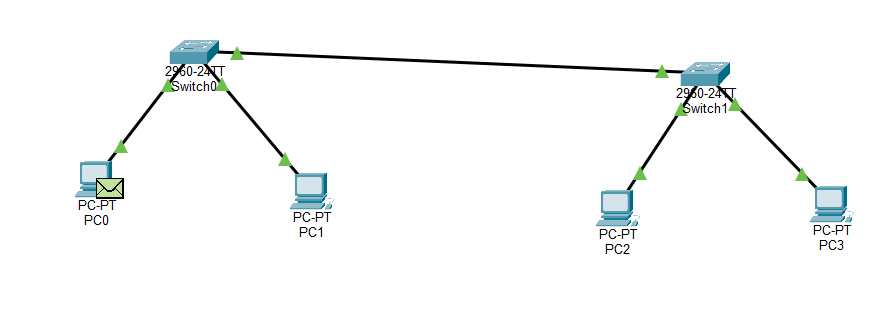 2960-24TT
Switch0
2960-24TT
Switch1
PC-PT
PC0
PC-PT
PC1
PC-PT
PC2
PC-PT
PC3